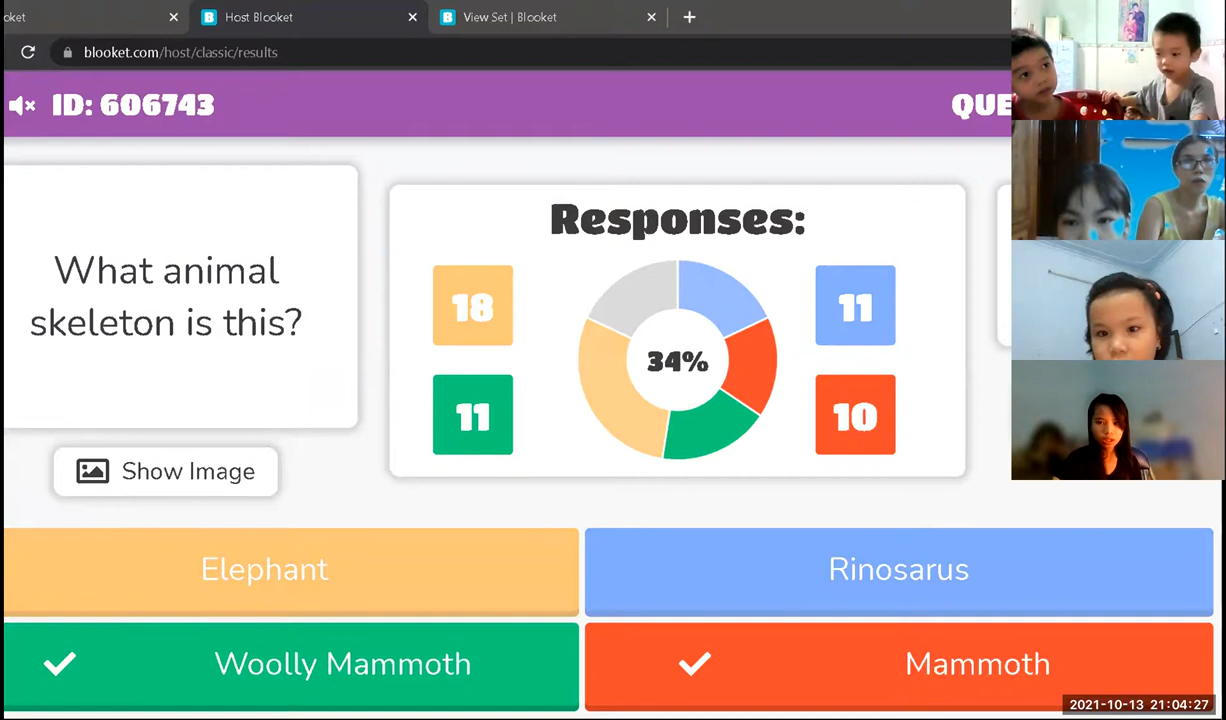 ocket
Host Blooket
View Set | Blooket
blooket.com/host/classic/results
ID: 606743
QUE
What animal
skeleton is this?
Show Image
Responses:
18
11
34%
11
10
Elephant
Rinosarus
Woolly Mammoth
Mammoth
2021-10-13 21:04:27